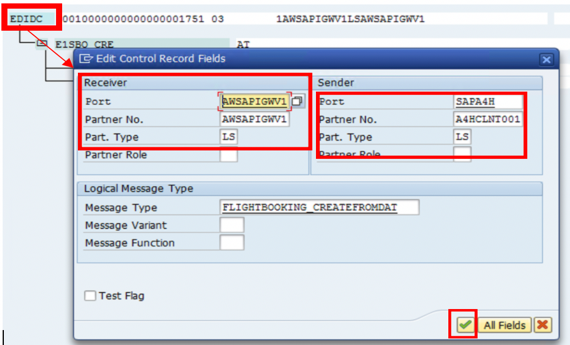 EDIDC 0010000000000000001751 03 1AWSAPIGWV1LSAWSAPIGWV1
E1SBO_CRE AT
Edit Control Record Fields
Receiver Sender
Port AWSAPIGWV1 Port SAPA4H
Partner No. AWSAPIGWV1 Partner No. A4HCLNT001
Part. Type LS Part. Type LS
Partner Role Partner Role
Logical Message Type
Message Type FLIGHTBOOKING_CREATEFROMDAT
Message Variant
Message Function
Test Flag
All Fields